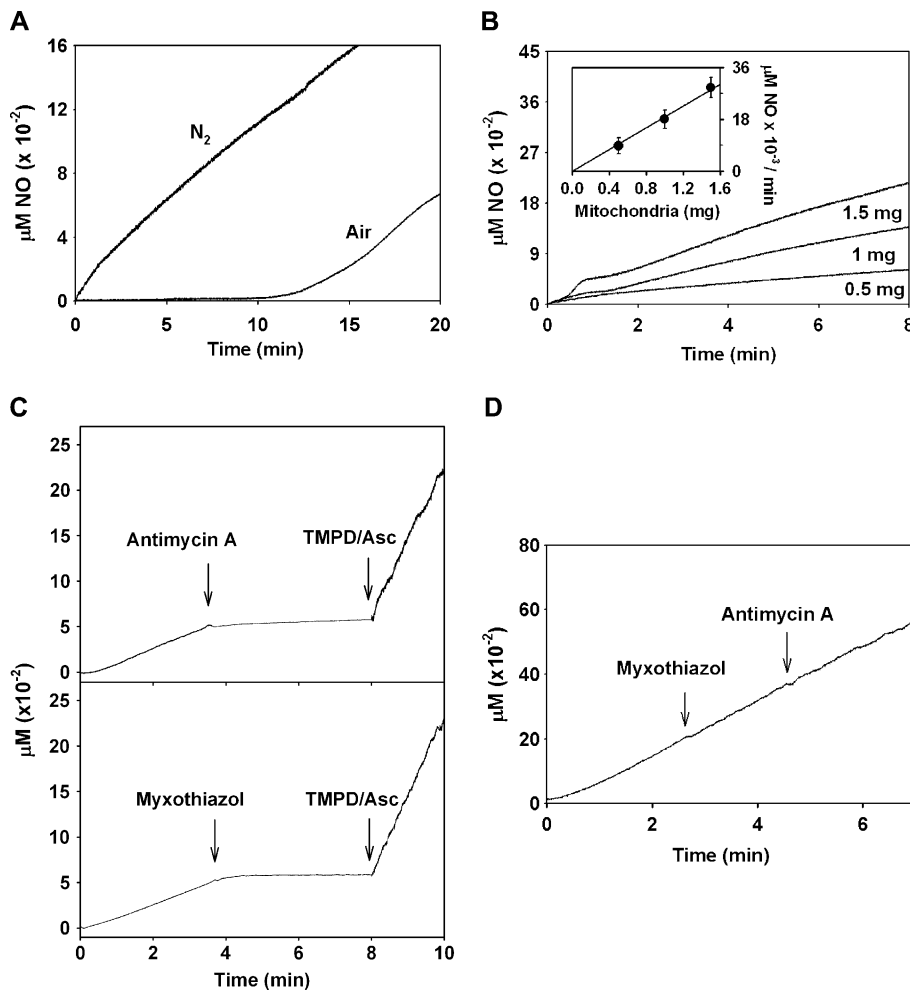 A
16
12
8
4
0
0 5 10 15 20
μM NO (x 10-2)
Time (min)
N2
Air
B
45
36
27
18
9
0
0 2 4 6 8
μM NO (x 10-2)
Time (min)
1.5 mg
1 mg
0.5 mg
36
18
0
0.0 0.4 0.8 1.2 1.6
Mitochondria (mg)
μM NO x 10-3 / min
C
25
20
15
10
5
0
Antimycin A
TMPD/Asc
25
20
15
10
5
0
Myxothiazol
TMPD/Asc
0 2 4 6 8 10
μM (x10-2)
Time (min)
D
80
60
40
20
0
0 2 4 6
μM (x10-2)
Myxothiazol
Antimycin A
Time (min)